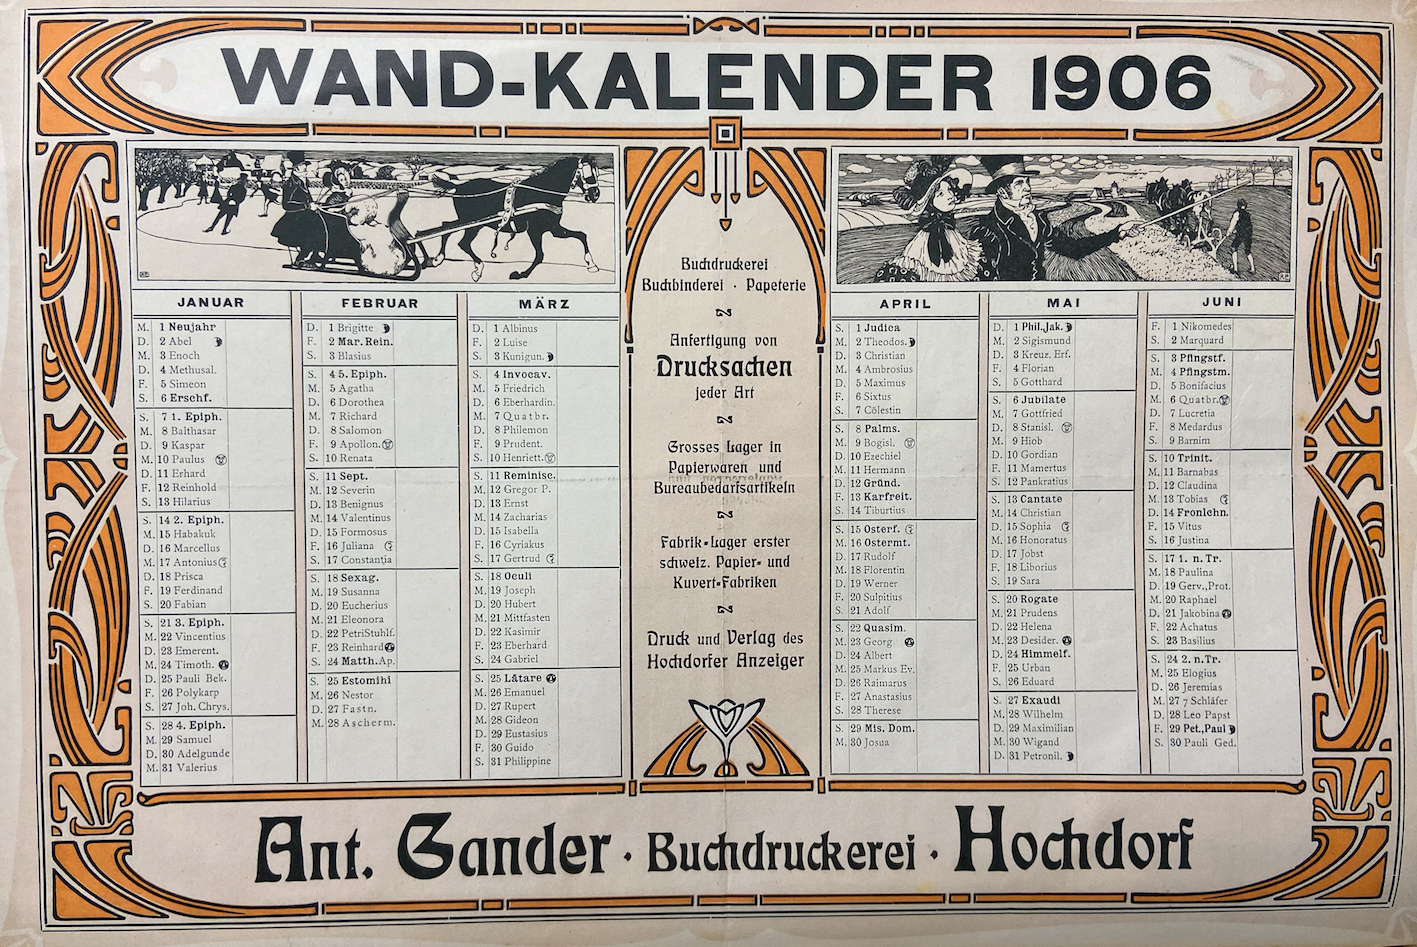 WAND-KALENDER 1906
JANUAR
M. 1 Neujahr
D. 2 Abel
M. 3 Enoch
D. 4 Methusal.
F. 5 Simeon
S. 6 Erschf.
S. 7 1. Epiph.
M. 8 Balthasar
D. 9 Kaspar
M. 10 Paulus
D. 11 Erhard
F. 12 Reinhold
S. 13 Hilarius
S. 14 2. Epiph.
M. 15 Habakuk
D. 16 Marcellus
M. 17 Antonius
D. 18 Prisca
F. 19 Ferdinand
S. 20 Fabian
S. 21 3. Epiph.
M. 22 Vincentius
D. 23 Emerent.
M. 24 Timoth.
D. 25 Pauli Bek.
F. 26 Polykarp
S. 27 Joh. Chrys.
S. 28 4. Epiph.
M. 29 Samuel
D. 30 Adelgunde
M. 31 Valerius
FEBRUAR
D. 1 Brigitte
F. 2 Mar. Rein.
S. 3 Blasius
S. 4 5. Epiph.
M. 5 Agatha
D. 6 Dorothea
M. 7 Richard
D. 8 Salomon
F. 9 Apollon.
S. 10 Renata
S. 11 Sept.
M. 12 Severin
D. 13 Benignus
M. 14 Valentinus
D. 15 Formosus
F. 16 Juliana
S. 17 Constantia
S. 18 Sexag.
M. 19 Susanna
D. 20 Eucherius
M. 21 Eleonora
D. 22 PetriStuhlf.
F. 23 Reinhard
S. 24 Matth. Ap.
S. 25 Estomihi
M. 26 Nestor
D. 27 Fastn.
M. 28 Ascherm.
MÄRZ
D. 1 Albinus
F. 2 Luise
S. 3 Kunigun.
S. 4 Invocav.
M. 5 Friedrich
D. 6 Eberhardin.
M. 7 Quatbr.
D. 8 Philemon
F. 9 Prudent.
S. 10 Henriett.
S. 11 Reminisc.
M. 12 Gregor P.
D. 13 Ernst
M. 14 Zacharias
D. 15 Isabella
F. 16 Cyriakus
S. 17 Gertrud
S. 18 Oculi
M. 19 Joseph
D. 20 Hubert
M. 21 Mittfasten
D. 22 Kasimir
F. 23 Eberhard
S. 24 Gabriel
S. 25 Lätare
M. 26 Emanuel
D. 27 Rupert
M. 28 Gideon
D. 29 Eustasius
F. 30 Guido
S. 31 Philippine
Buchdruckerei
Buchbinderei · Papeterie
Anfertigung von
Drucksachen
jeder Art
Grosses Lager in
Papierwaren und
Bureaubedarfsartikeln
Fabrik-Lager erster
schweiz. Papier- und
Kuvert-Fabriken
Druck und Verlag des
Hochdorfer Anzeiger
APRIL
S. 1 Judica
M. 2 Theodos.
D. 3 Christian
M. 4 Ambrosius
D. 5 Maximus
F. 6 Sixtus
S. 7 Cölestin
S. 8 Palms.
M. 9 Bogisl.
D. 10 Ezechiel
M. 11 Hermann
D. 12 Gründ.
F. 13 Karfreit.
S. 14 Tiburtius
S. 15 Osterf.
M. 16 Ostermt.
D. 17 Rudolf
M. 18 Florentin
D. 19 Werner
F. 20 Sulpitius
S. 21 Adolf
S. 22 Quasim.
M. 23 Georg
D. 24 Albert
M. 25 Markus Ev.
D. 26 Raimarus
F. 27 Anastasius
S. 28 Therese
S. 29 Mis. Dom.
M. 30 Josua
MAI
D. 1 Phil. Jak.
M. 2 Sigismund
D. 3 Kreuz. Erf.
F. 4 Florian
S. 5 Gotthard
S. 6 Jubilate
M. 7 Gottfried
D. 8 Stanisl.
M. 9 Hiob
D. 10 Gordian
F. 11 Mamertus
S. 12 Pankratius
S. 13 Cantate
M. 14 Christian
D. 15 Sophia
M. 16 Honoratus
D. 17 Jobst
F. 18 Liborius
S. 19 Sara
S. 20 Rogate
M. 21 Prudens
D. 22 Helena
M. 23 Desider.
D. 24 Himmelf.
F. 25 Urban
S. 26 Eduard
S. 27 Exaudi
M. 28 Wilhelm
D. 29 Maximilian
M. 30 Wigand
D. 31 Petronil.
JUNI
F. 1 Nikomedes
S. 2 Marquard
S. 3 Pfingstf.
M. 4 Pfingstm.
D. 5 Bonifacius
M. 6 Quatbr.
D. 7 Lucretia
F. 8 Medardus
S. 9 Barnim
S. 10 Trinit.
M. 11 Barnabas
D. 12 Claudina
M. 13 Tobias
D. 14 Fronlehn.
F. 15 Vitus
S. 16 Justina
S. 17 1. n. Tr.
M. 18 Paulina
D. 19 Gerv., Prot.
M. 20 Raphael
D. 21 Jakobina
F. 22 Achatus
S. 23 Basilius
S. 24 2. n. Tr.
M. 25 Elogius
D. 26 Jeremias
M. 27 7 Schläfer
D. 28 Leo Papst
F. 29 Pet., Paul
S. 30 Pauli Ged.
Ant. Gander · Buchdruckerei · Hochdorf